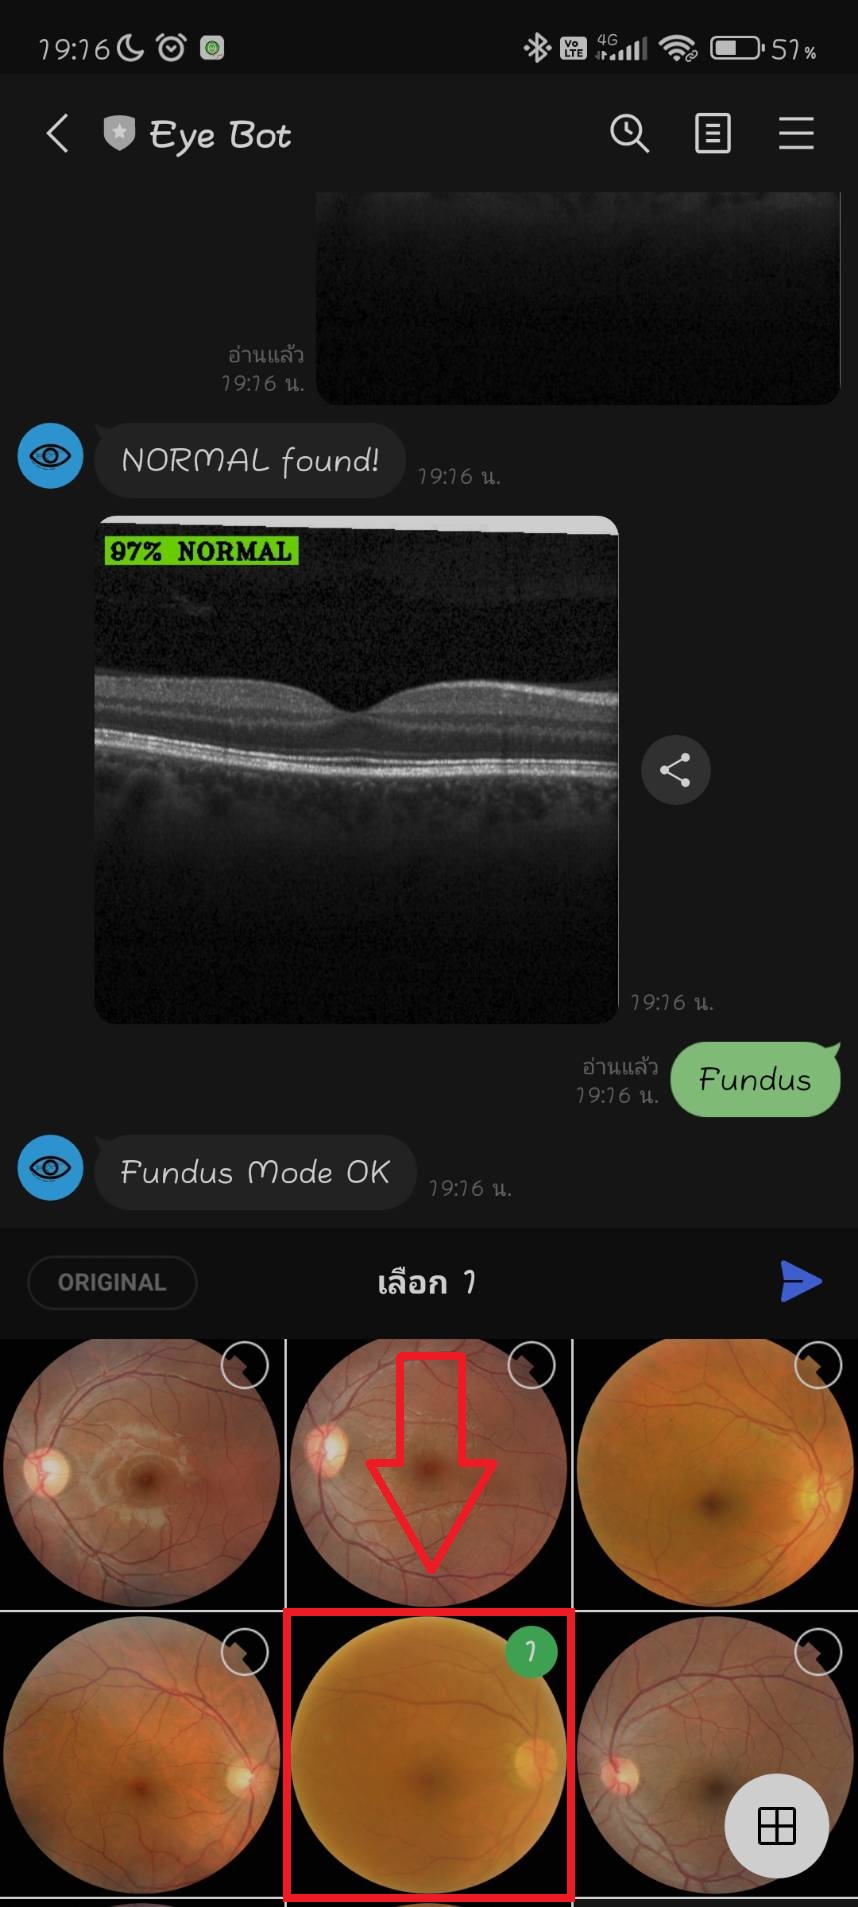 19:16
4G
Vo LTE
51%
Eye Bot
อ่านแล้ว
19:16 น.
NORMAL found!
19:16 น.
97% NORMAL
19:16 น.
อ่านแล้ว
19:16 น.
Fundus
Fundus Mode OK
19:16 น.
ORIGINAL
เลือก 1
1